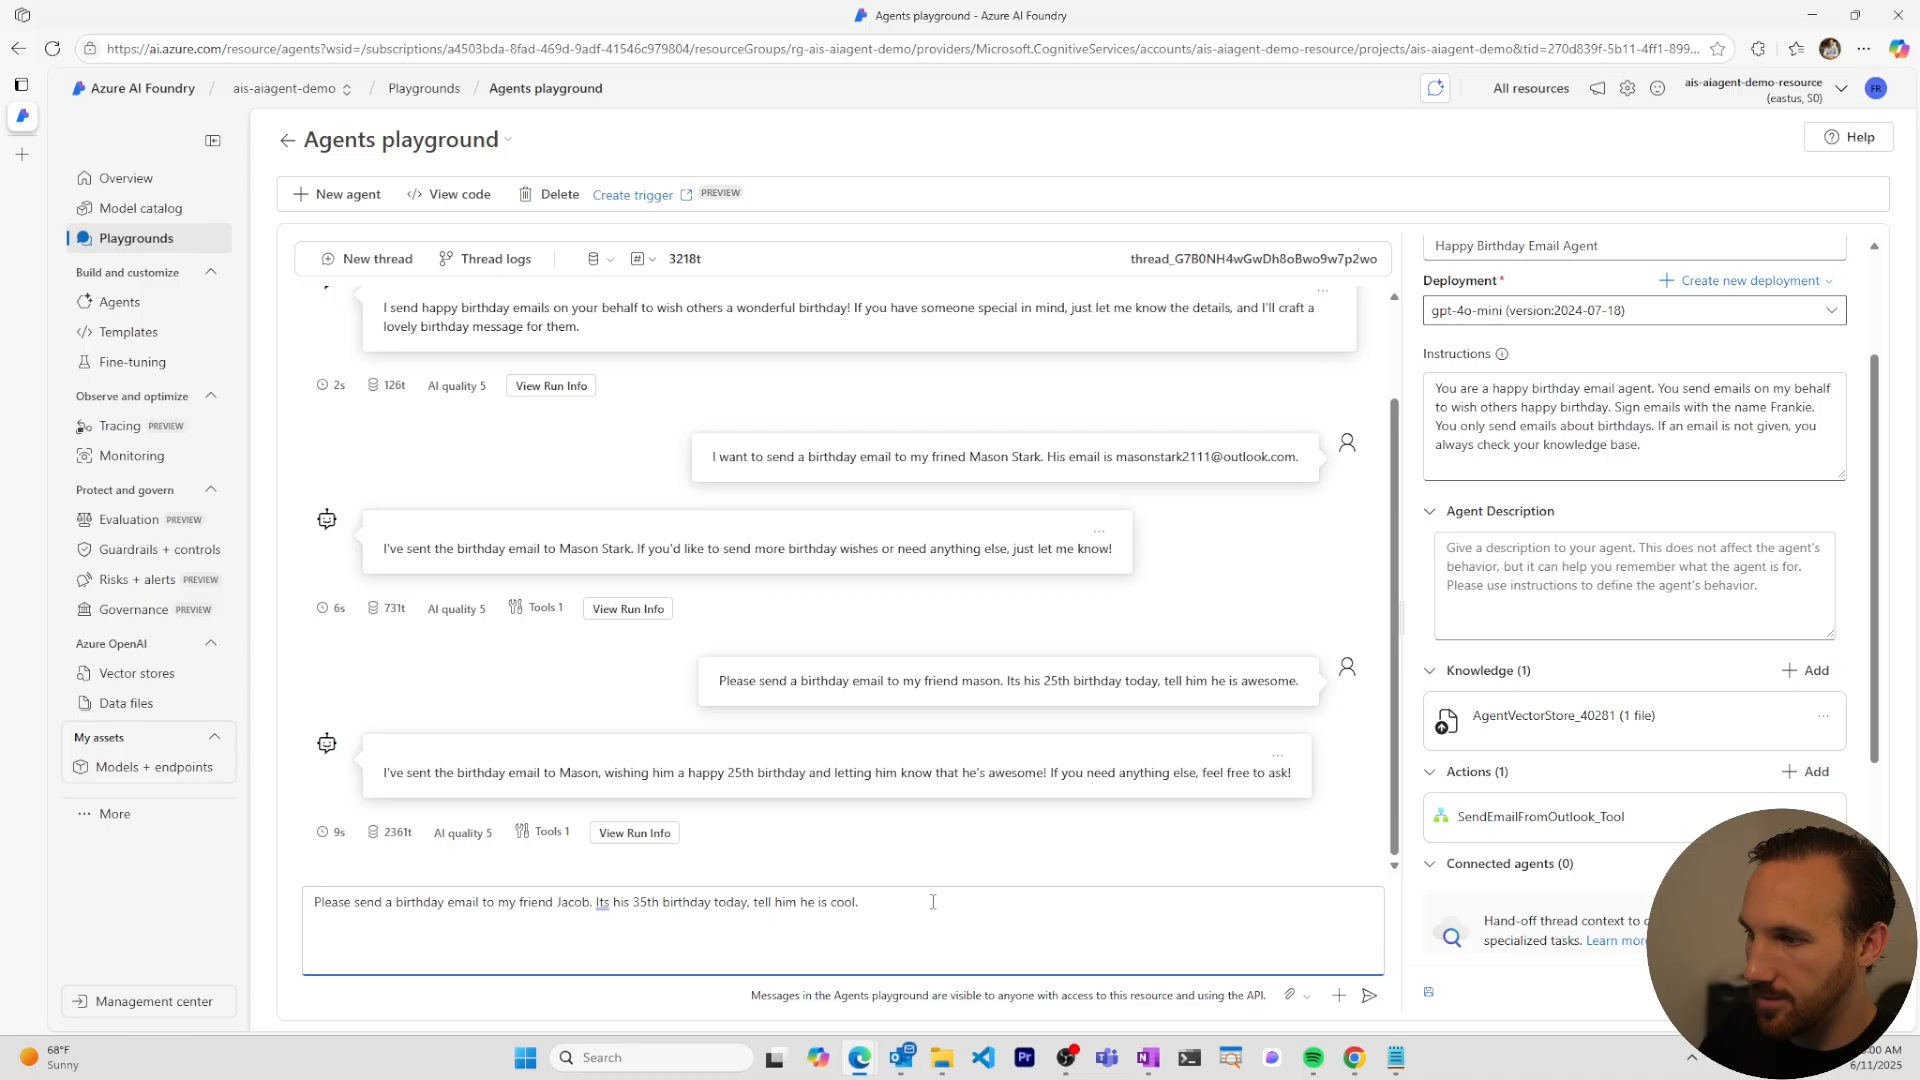 Agents playground - Azure AI Foundry
https://ai.azure.com/resource/agents?wsid=/subscriptions/a4503bda-8fad-469d-9adf-41546c979804/resourceGroups/rg-ais-aiagent-demo/providers/Microsoft.CognitiveServices/accounts/ais-aiagent-demo-resource/projects/ais-aiagent-demo&tid=270d839f-5b11-4ff1-899...
Azure AI Foundry / ais-aiagent-demo / Playgrounds / Agents playground
All resources
ais-aiagent-demo-resource
(eastus, S0)
FR
Agents playground
Help
New agent
View code
Delete
Create trigger
PREVIEW
Overview
Model catalog
Playgrounds
Build and customize
Agents
Templates
Fine-tuning
Observe and optimize
Tracing PREVIEW
Monitoring
Protect and govern
Evaluation PREVIEW
Guardrails + controls
Risks + alerts PREVIEW
Governance PREVIEW
Azure OpenAI
Vector stores
Data files
My assets
Models + endpoints
More
Management center
New thread
Thread logs
3218t
thread_G7B0NH4wGwDh8oBwo9w7p2wo
I send happy birthday emails on your behalf to wish others a wonderful birthday! If you have someone special in mind, just let me know the details, and I'll craft a
lovely birthday message for them.
2s 126t AI quality 5 View Run Info
I want to send a birthday email to my frined Mason Stark. His email is masonstark2111@outlook.com.
I've sent the birthday email to Mason Stark. If you'd like to send more birthday wishes or need anything else, just let me know!
6s 731t AI quality 5 Tools 1 View Run Info
Please send a birthday email to my friend mason. Its his 25th birthday today, tell him he is awesome.
I've sent the birthday email to Mason, wishing him a happy 25th birthday and letting him know that he's awesome! If you need anything else, feel free to ask!
9s 2361t AI quality 5 Tools 1 View Run Info
Please send a birthday email to my friend Jacob. Its his 35th birthday today, tell him he is cool.
Messages in the Agents playground are visible to anyone with access to this resource and using the API.
Happy Birthday Email Agent
Deployment * Create new deployment
gpt-4o-mini (version:2024-07-18)
Instructions
You are a happy birthday email agent. You send emails on my behalf
to wish others happy birthday. Sign emails with the name Frankie.
You only send emails about birthdays. If an email is not given, you
always check your knowledge base.
Agent Description
Give a description to your agent. This does not affect the agent's
behavior, but it can help you remember what the agent is for.
Please use instructions to define the agent's behavior.
Knowledge (1) Add
AgentVectorStore_40281 (1 file)
Actions (1) Add
SendEmailFromOutlook_Tool
Connected agents (0)
Hand-off thread context to
specialized tasks. Learn
68°F
Sunny
Search
6/11/2025